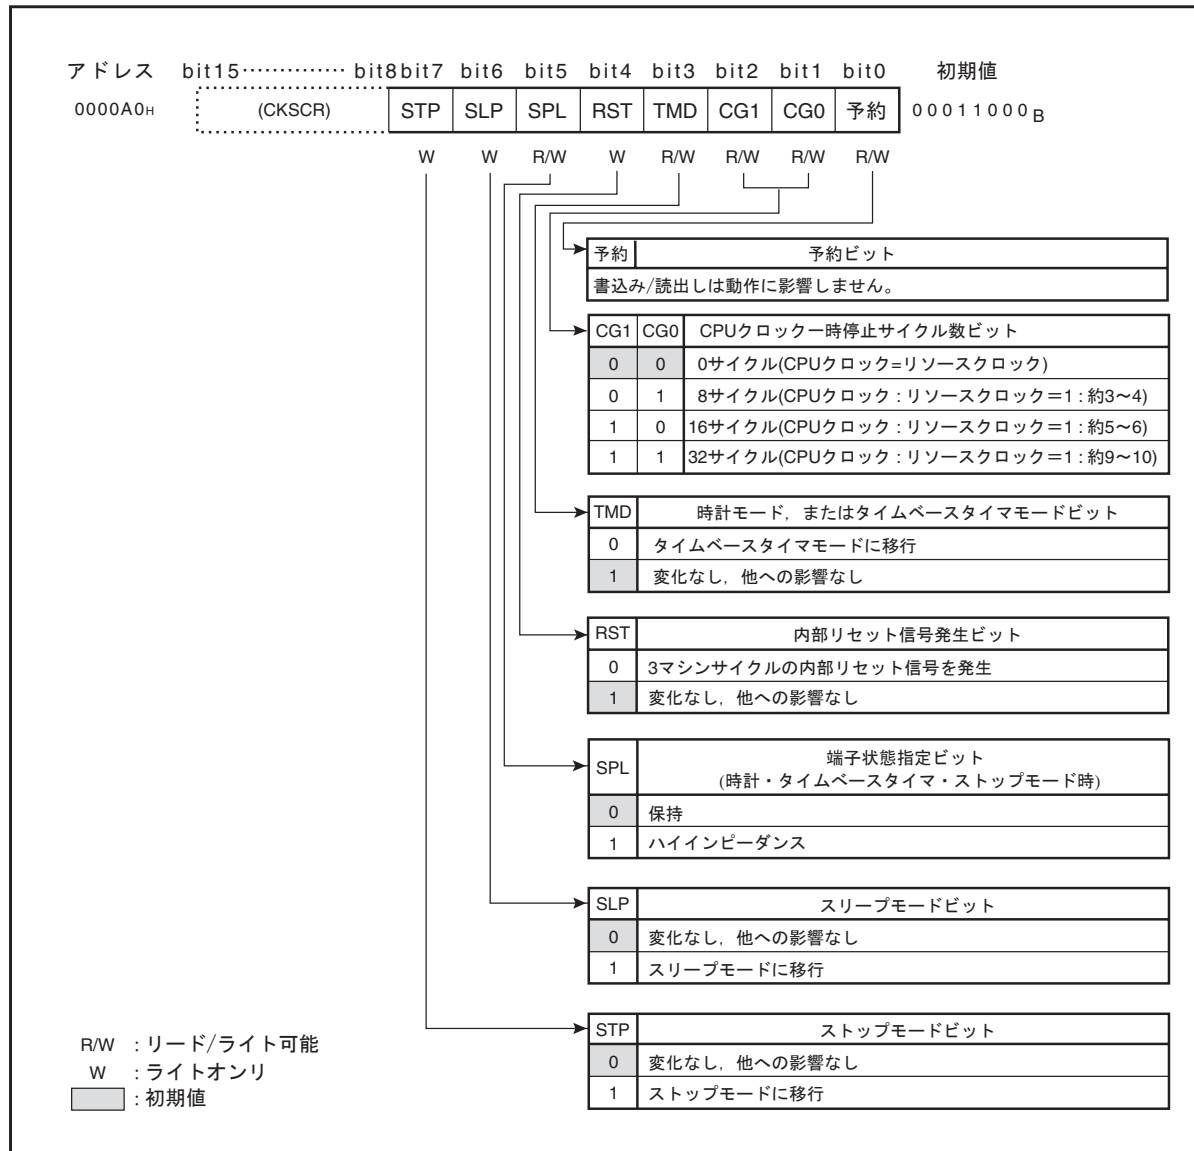 アドレス bit15·············· bit8 bit7 bit6 bit5 bit4 bit3 bit2 bit1 bit0 初期値
0000A0H (CKSCR) STP SLP SPL RST TMD CG1 CG0 予約 00011000B
W W R/W W R/W R/W R/W R/W
予約 予約ビット
書込み/読出しは動作に影響しません。
CG1 CG0 CPUクロック一時停止サイクル数ビット
0 0 0サイクル(CPUクロック=リソースクロック)
0 1 8サイクル(CPUクロック：リソースクロック＝1：約3～4)
1 0 16サイクル(CPUクロック：リソースクロック＝1：約5～6)
1 1 32サイクル(CPUクロック：リソースクロック＝1：約9～10)
TMD 時計モード，またはタイムベースタイマモードビット
0 タイムベースタイマモードに移行
1 変化なし，他への影響なし
RST 内部リセット信号発生ビット
0 3マシンサイクルの内部リセット信号を発生
1 変化なし，他への影響なし
SPL 端子状態指定ビット
(時計・タイムベースタイマ・ストップモード時)
0 保持
1 ハイインピーダンス
SLP スリープモードビット
0 変化なし，他への影響なし
1 スリープモードに移行
STP ストップモードビット
0 変化なし，他への影響なし
1 ストップモードに移行
R/W ：リード/ライト可能
W ：ライトオンリ
：初期値